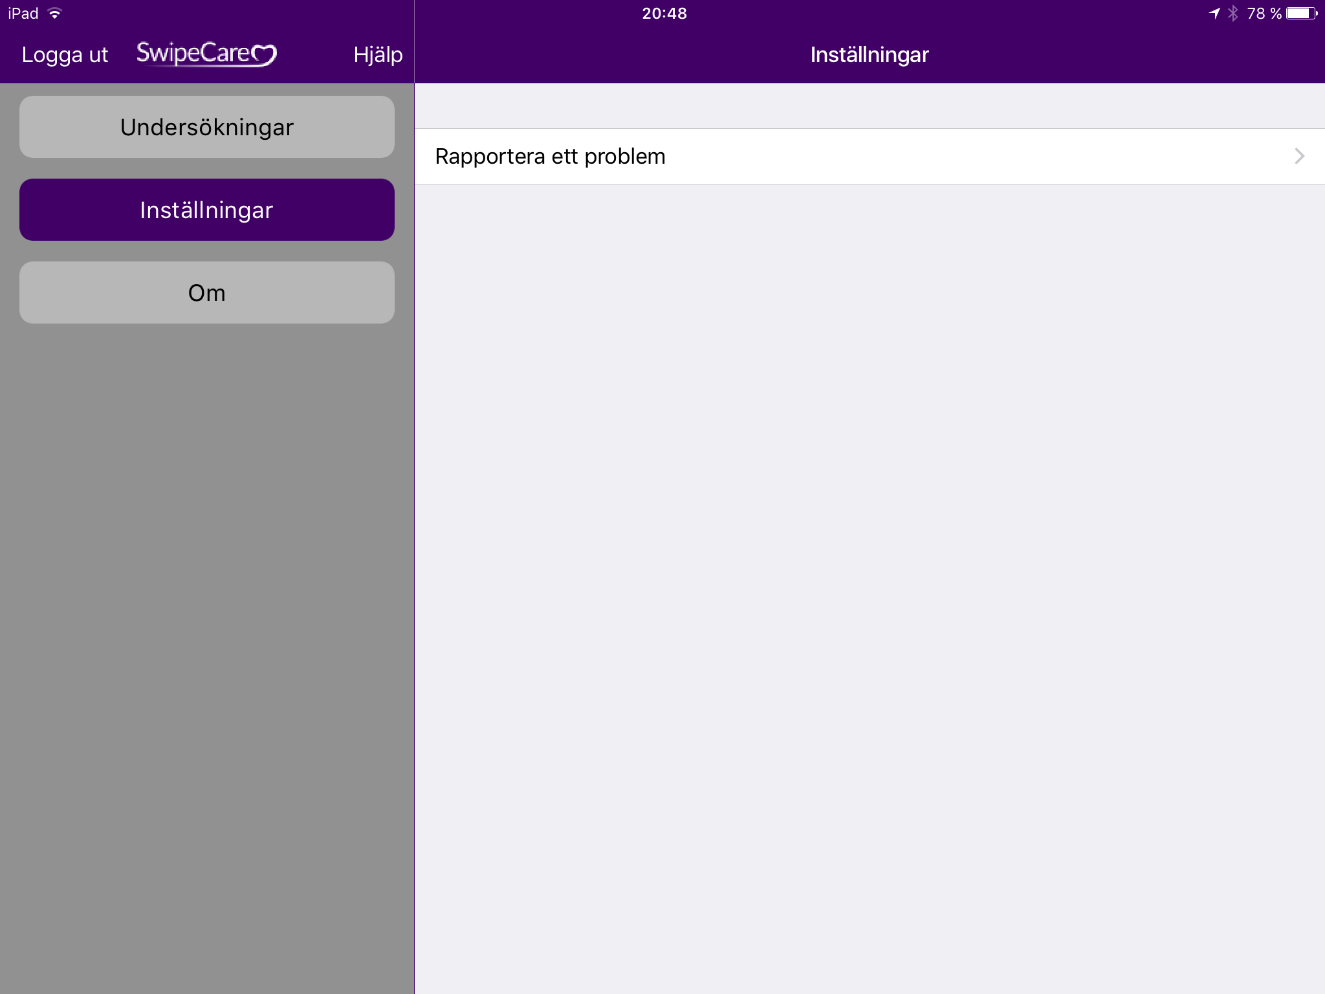 iPad 20:48 78 %
Logga ut SwipeCare Hjälp Inställningar
Undersökningar
Inställningar
Om
Rapportera ett problem